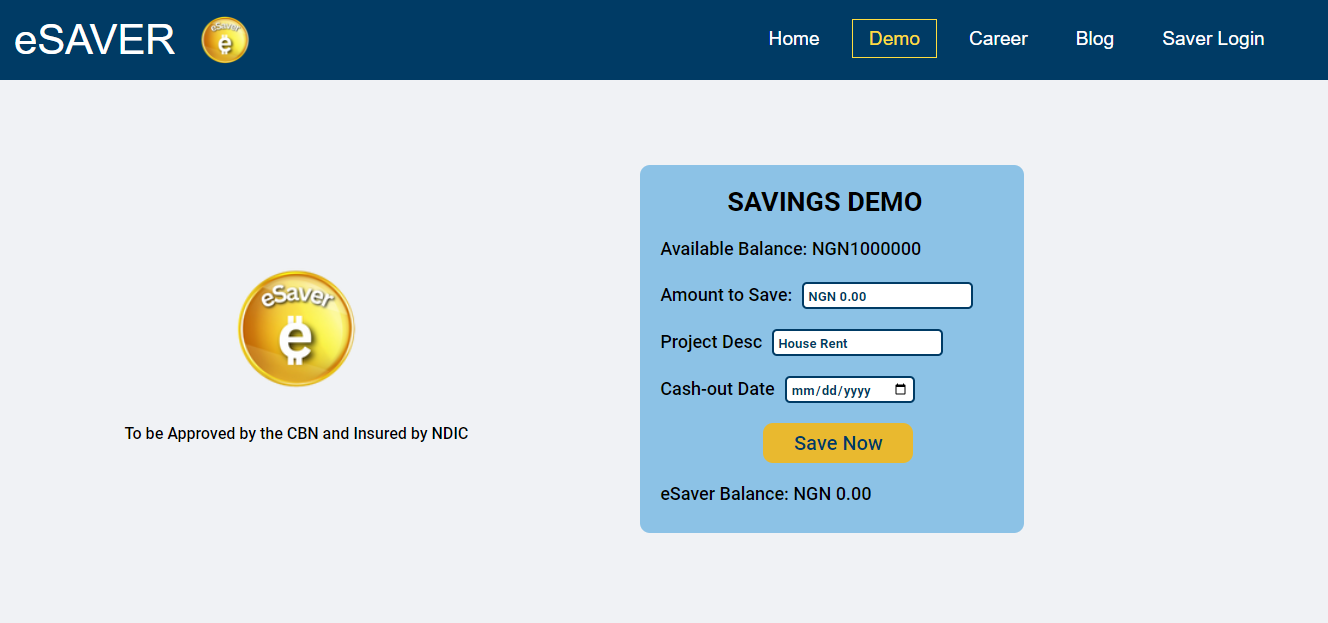 eSAVER
eSaver
e
Home
Demo
Career
Blog
Saver Login
eSaver
e
To be Approved by the CBN and Insured by NDIC
SAVINGS DEMO
Available Balance: NGN1000000
Amount to Save: NGN 0.00
Project Desc House Rent
Cash-out Date mm/dd/yyyy
Save Now
eSaver Balance: NGN 0.00